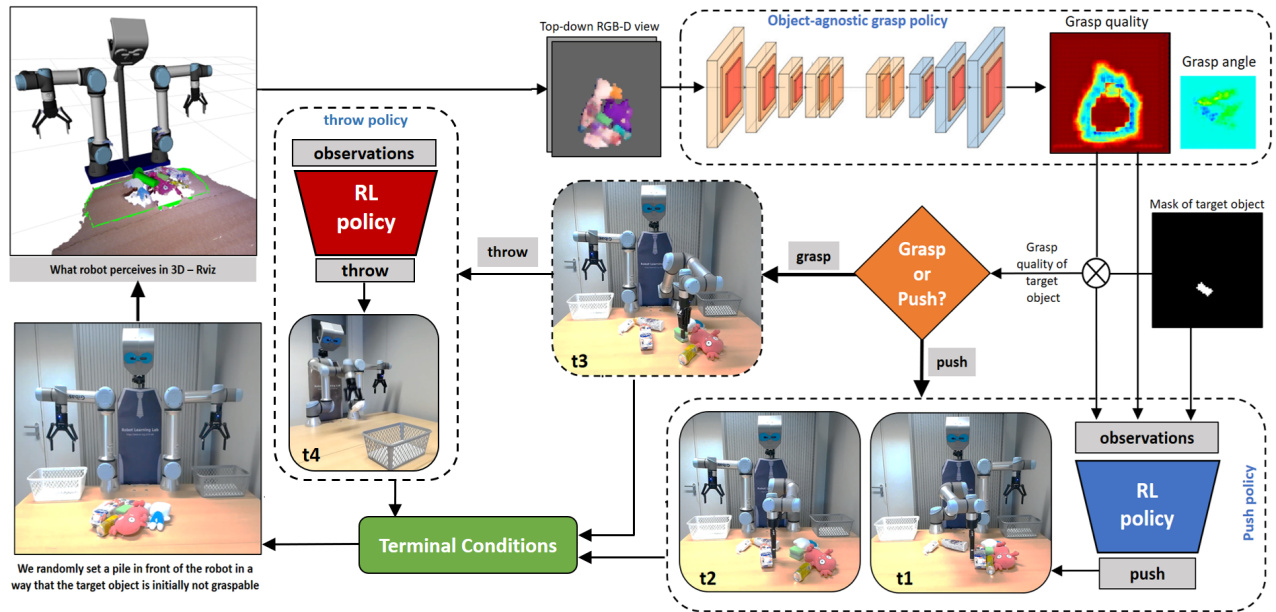 Top-down RGB-D view
Object-agnostic grasp policy
Grasp quality
Grasp angle
throw policy
observations
RL
policy
throw
t4
What robot perceives in 3D – Rviz
throw
t3
grasp
Grasp
or
Push?
Grasp
quality of
target
object
Mask of target object
push
Robot Learning Lab
t2
t1
observations
RL
policy
push
Push policy
Terminal Conditions
We randomly set a pile in front of the robot in a
way that the target object is initially not graspable